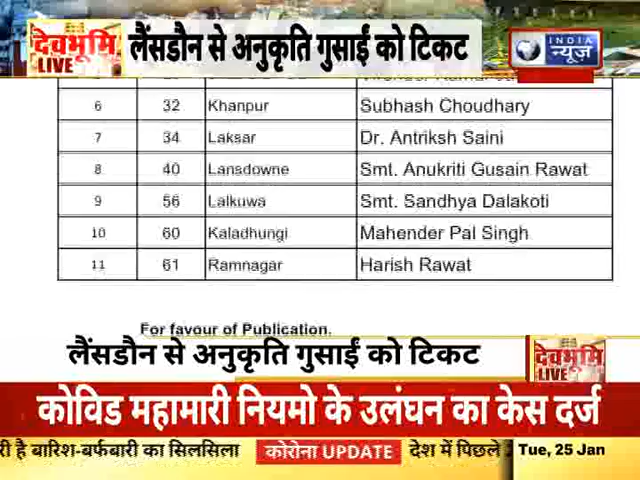 देवभूमि
LIVE
लैंसडौन से अनुकृति गुसाईं को टिकट
INDIA
न्यूज़
6 32 Khanpur Subhash Choudhary
7 34 Laksar Dr. Antriksh Saini
8 40 Lansdowne Smt. Anukriti Gusain Rawat
9 56 Lalkuwa Smt. Sandhya Dalakoti
10 60 Kaladhungi Mahender Pal Singh
11 61 Ramnagar Harish Rawat
For favour of Publication.
लैंसडौन से अनुकृति गुसाईं को टिकट
देवभूमि
LIVE
कोविड महामारी नियमो के उलंघन का केस दर्ज
री है बारिश-बर्फबारी का सिलसिला कोरोना UPDATE देश में पिछले Tue, 25 Jan